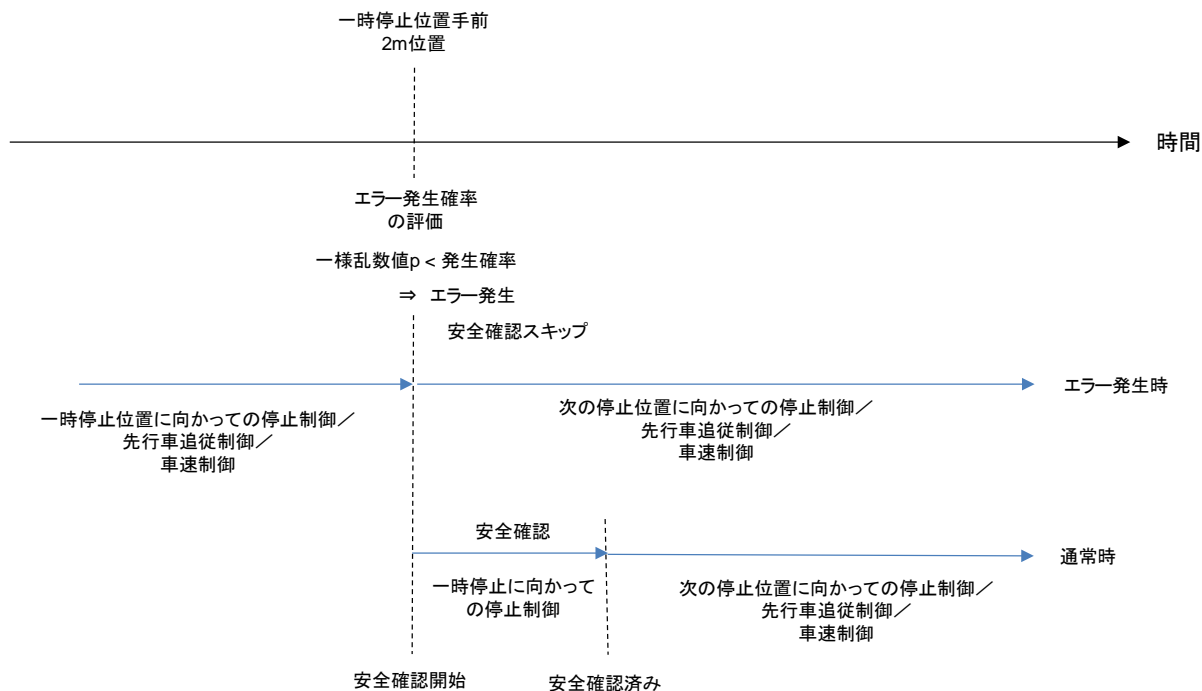 一時停止位置手前
2m位置
時間
エラー発生確率
の評価
一様乱数値p < 発生確率
⇒ エラー発生
安全確認スキップ
エラー発生時
一時停止位置に向かっての停止制御／
先行車追従制御／
車速制御
次の停止位置に向かっての停止制御／
先行車追従制御／
車速制御
安全確認
通常時
一時停止に向かって
の停止制御
次の停止位置に向かっての停止制御／
先行車追従制御／
車速制御
安全確認開始
安全確認済み